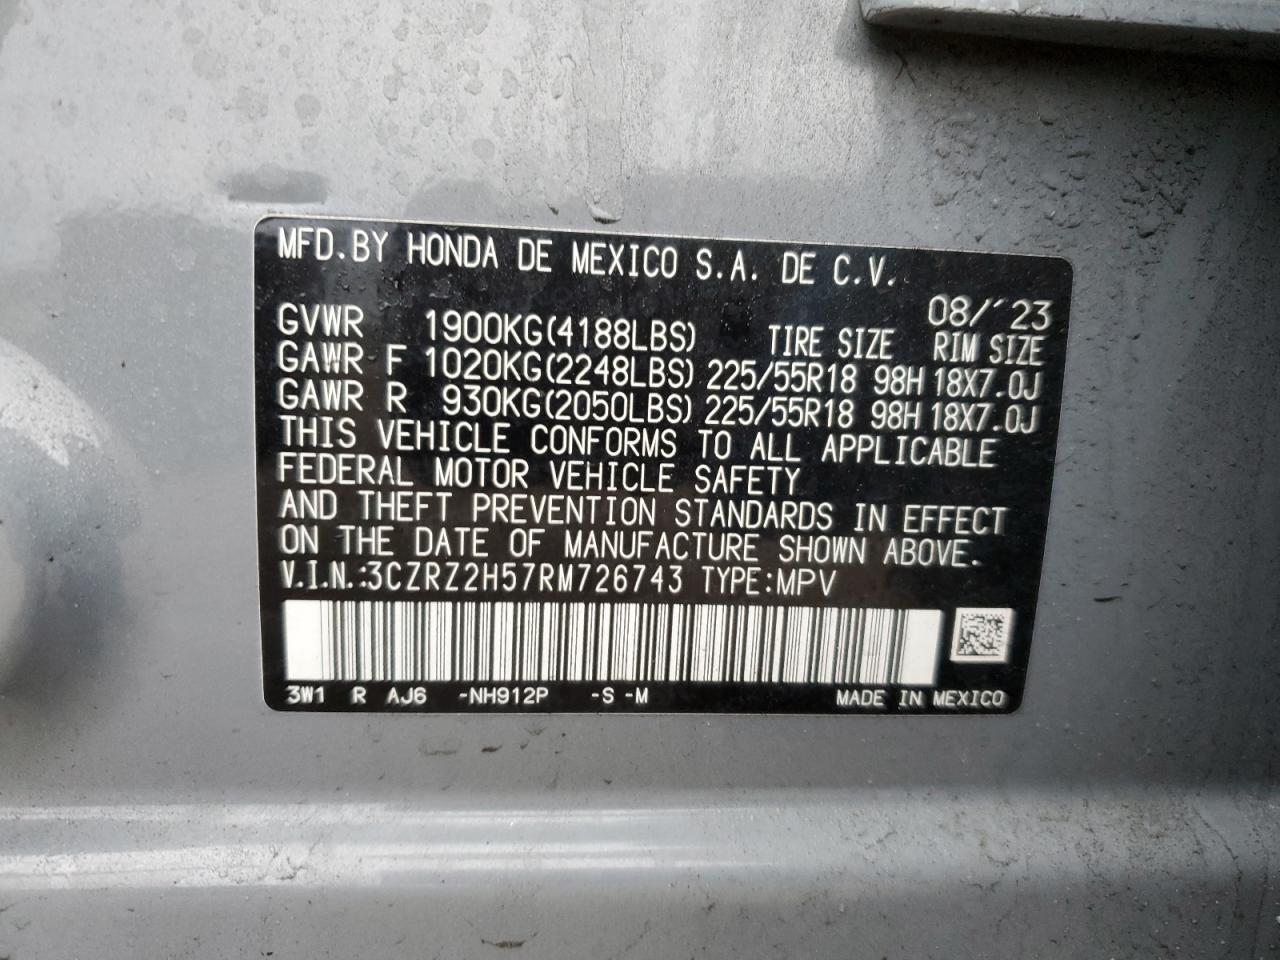 MFD.BY HONDA DE MEXICO S.A. DE C.V.
08/'23
GVWR 1900KG(4188LBS) TIRE SIZE RIM SIZE
GAWR F 1020KG(2248LBS) 225/55R18 98H 18X7.0J
GAWR R 930KG(2050LBS) 225/55R18 98H 18X7.0J
THIS VEHICLE CONFORMS TO ALL APPLICABLE
FEDERAL MOTOR VEHICLE SAFETY
AND THEFT PREVENTION STANDARDS IN EFFECT
ON THE DATE OF MANUFACTURE SHOWN ABOVE.
V.I.N.:3CZRZ2H57RM726743 TYPE:MPV
3W1 R AJ6 -NH912P -S -M MADE IN MEXICO